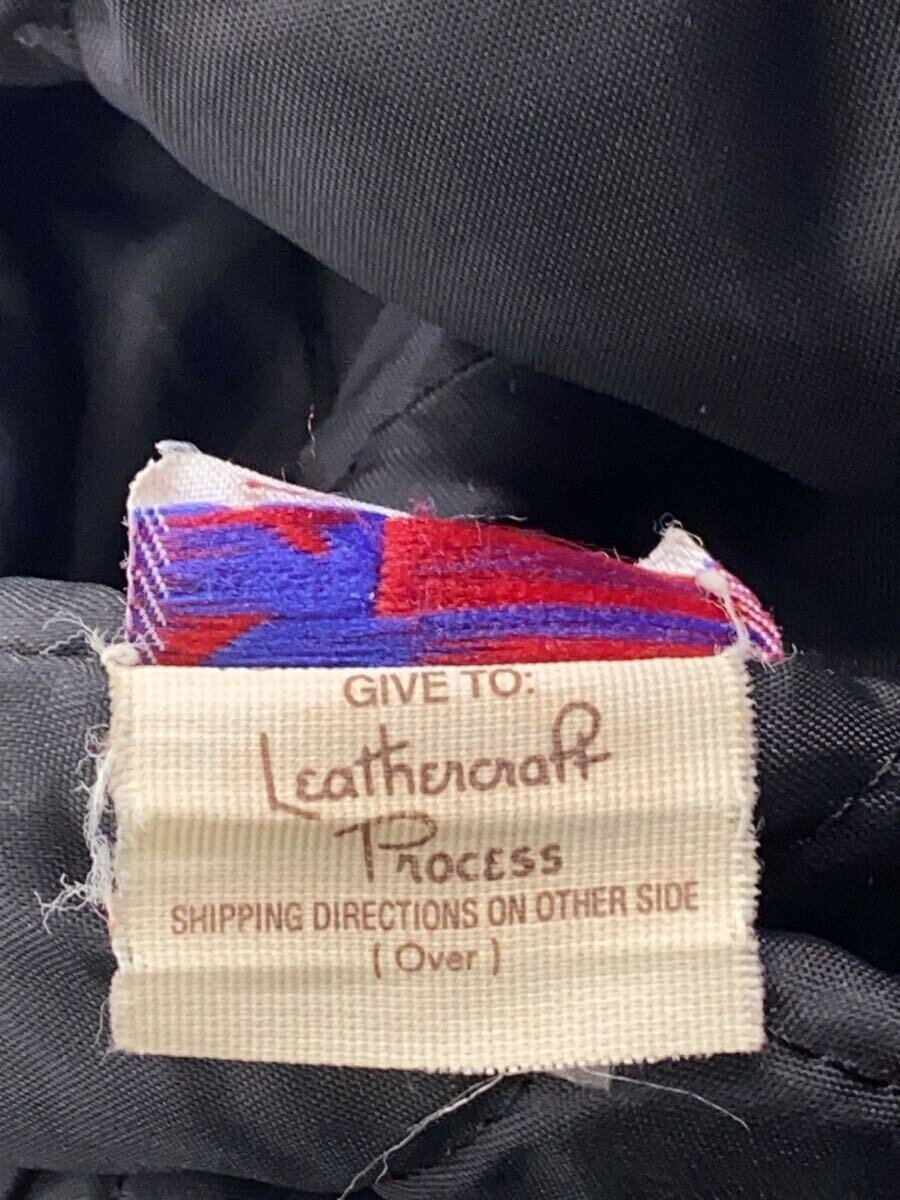 GIVE TO:
Leathercraft
Process
SHIPPING DIRECTIONS ON OTHER SIDE
( Over )